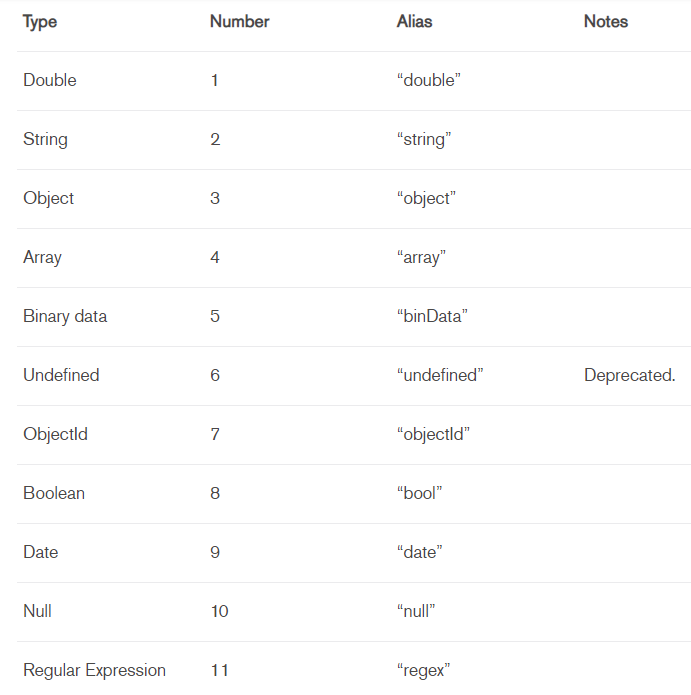 Type Number Alias Notes
Double 1 “double”
String 2 “string”
Object 3 “object”
Array 4 “array”
Binary data 5 “binData”
Undefined 6 “undefined” Deprecated.
ObjectId 7 “objectId”
Boolean 8 “bool”
Date 9 “date”
Null 10 “null”
Regular Expression 11 “regex”